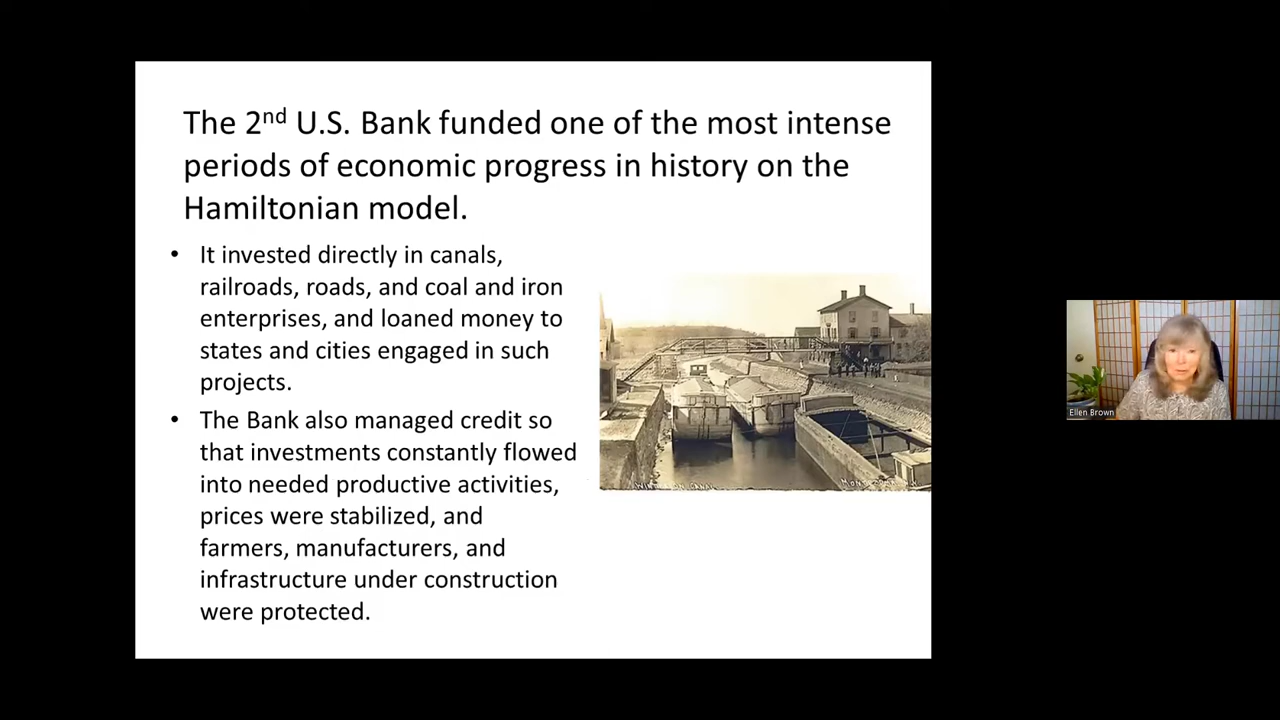 The 2nd U.S. Bank funded one of the most intense
periods of economic progress in history on the
Hamiltonian model.
• It invested directly in canals,
railroads, roads, and coal and iron
enterprises, and loaned money to
states and cities engaged in such
projects.
• The Bank also managed credit so
that investments constantly flowed
into needed productive activities,
prices were stabilized, and
farmers, manufacturers, and
infrastructure under construction
were protected.
Ellen Brown